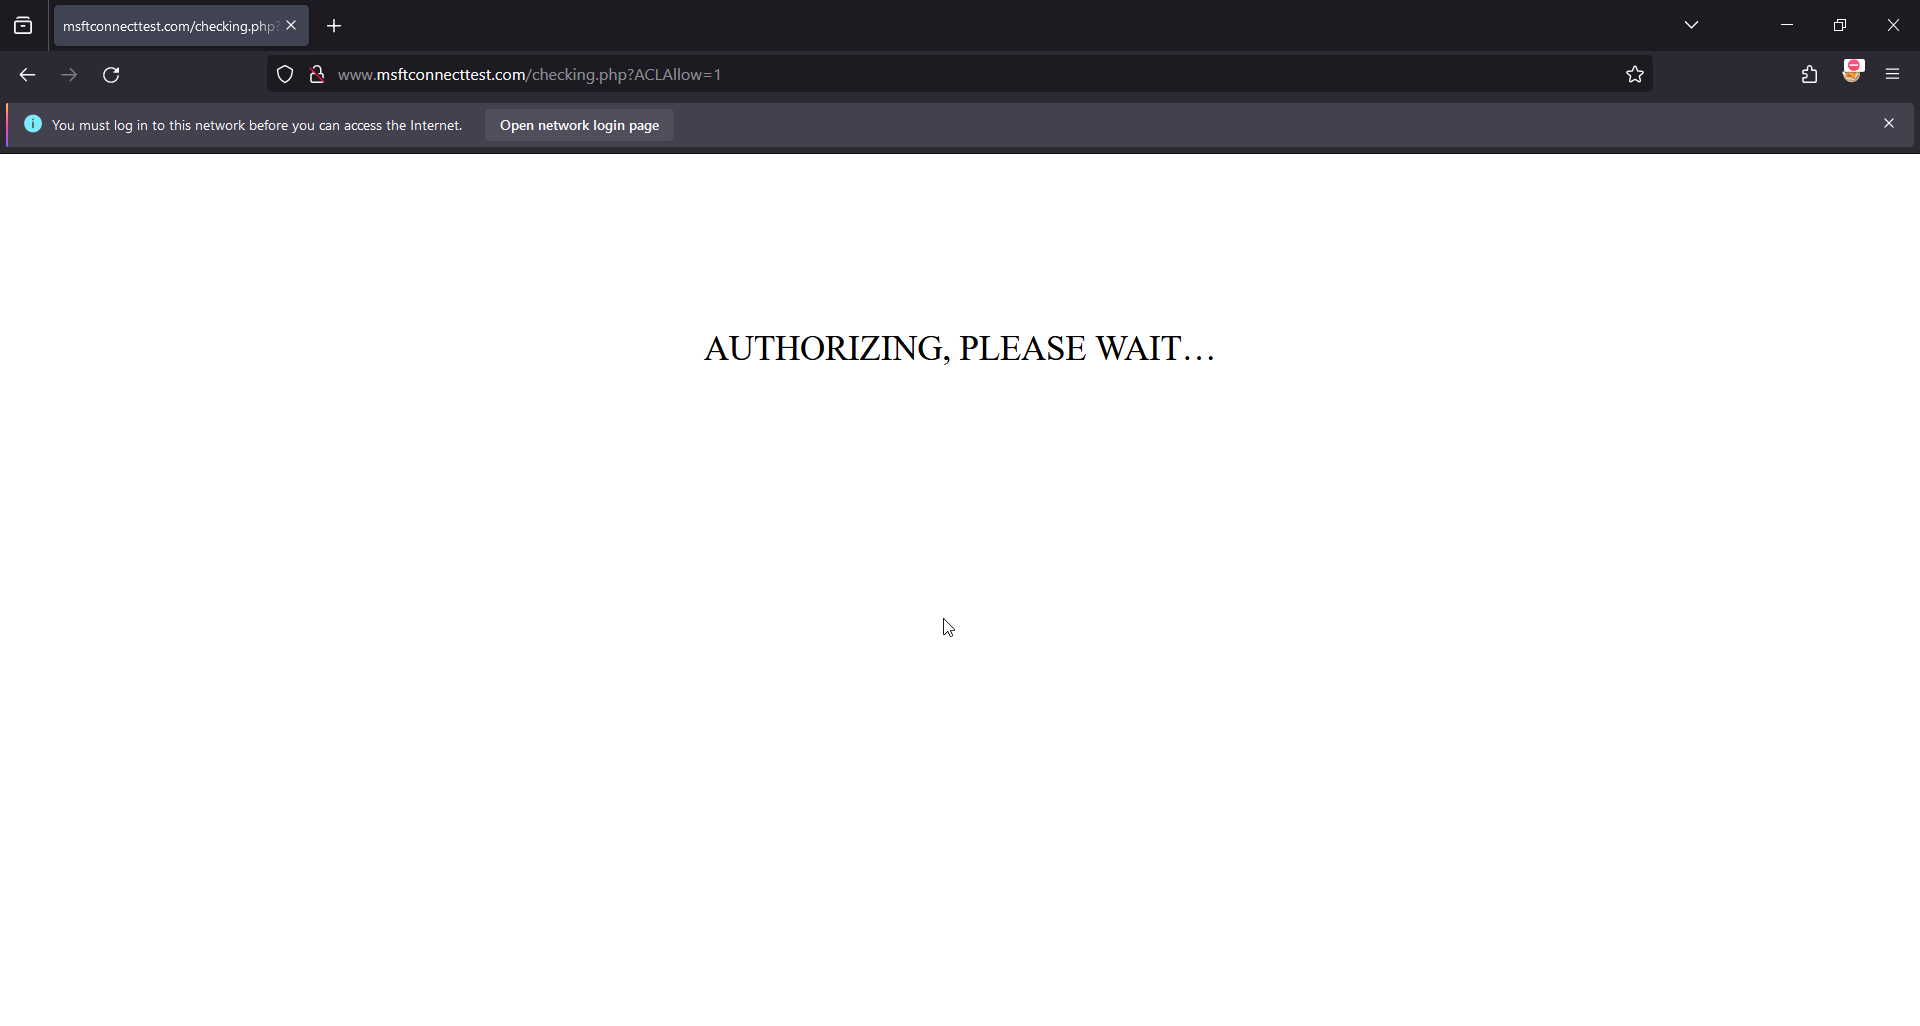 msftconnecttest.com/checking.php?
www.msftconnecttest.com/checking.php?ACLAllow=1
You must log in to this network before you can access the Internet.
Open network login page
AUTHORIZING, PLEASE WAIT…